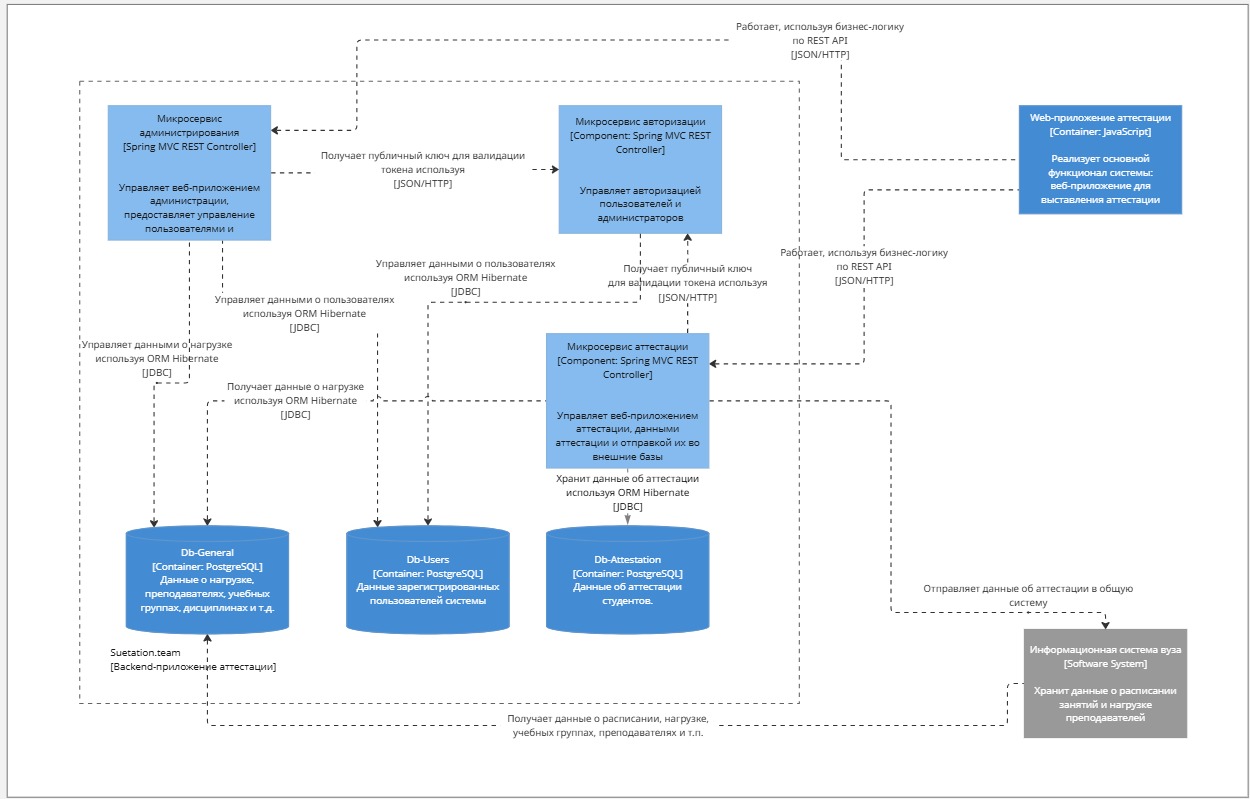 Работает, используя бизнес-логику
по REST API
[JSON/HTTP]
Микросервис
администрирования
[Spring MVC REST Controller]
Управляет веб-приложением
администрации,
предоставляет управление
пользователями и
Получает публичный ключ для валидации
токена используя
[JSON/HTTP]
Микросервис авторизации
[Component: Spring MVC REST
Controller]
Управляет авторизацией
пользователей и
администраторов
Web-приложение аттестации
[Container: JavaScript]
Реализует основной
функционал системы:
веб-приложение для
выставления аттестации
Работает, используя бизнес-логику
по REST API
[JSON/HTTP]
Управляет данными о пользователях
используя ORM Hibernate
[JDBC]
Получает публичный ключ
для валидации токена используя
[JSON/HTTP]
Управляет данными о пользователях
используя ORM Hibernate
[JDBC]
Управляет данными о нагрузке
используя ORM Hibernate
[JDBC]
Получает данные о нагрузке
используя ORM Hibernate
[JDBC]
Микросервис аттестации
[Component: Spring MVC REST
Controller]
Управляет веб-приложением
аттестации, данными
аттестации и отправкой их во
внешние базы
Хранит данные об аттестации
используя ORM Hibernate
[JDBC]
Db-General
[Container: PostgreSQL]
Данные о нагрузке,
преподавателях, учебных
группах, дисциплинах и т.д.
Db-Users
[Container: PostgreSQL]
Данные зарегистрированных
пользователей системы
Db-Attestation
[Container: PostgreSQL]
Данные об аттестации
студентов.
Отправляет данные об аттестации в общую
систему
Suetation.team
[Backend-приложение аттестации]
Информационная система вуза
[Software System]
Хранит данные о расписании
занятий и нагрузке
преподавателей
Получает данные о расписании, нагрузке,
учебных группах, преподавателях и т.п.